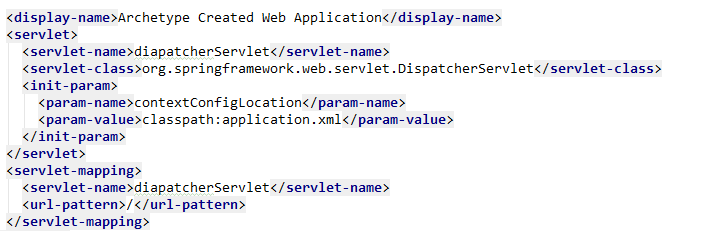 <display-name>Archetype Created Web Application</display-name>
<servlet>
<servlet-name>diapatcherServlet</servlet-name>
<servlet-class>org.springframework.web.servlet.DispatcherServlet</servlet-class>
<init-param>
<param-name>contextConfigLocation</param-name>
<param-value>classpath:application.xml</param-value>
</init-param>
</servlet>
<servlet-mapping>
<servlet-name>diapatcherServlet</servlet-name>
<url-pattern>/</url-pattern>
</servlet-mapping>